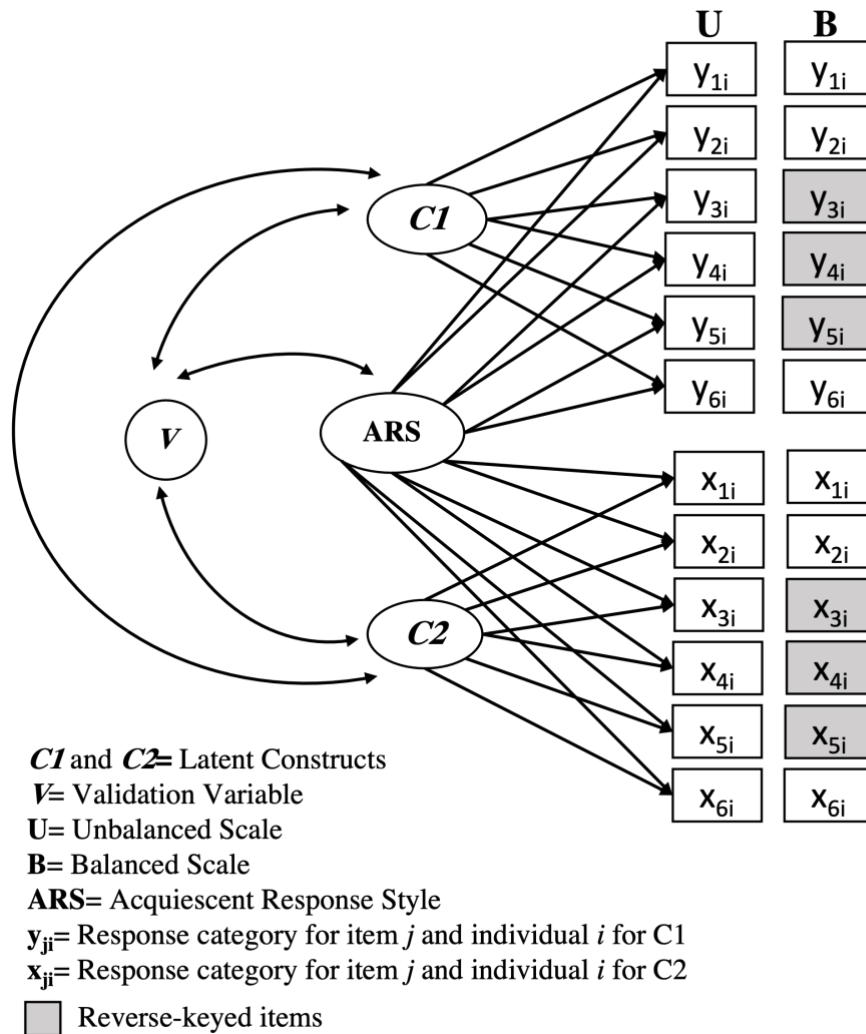 U B
y1i y1i
y2i y2i
y3i y3i
C1
y4i y4i
y5i y5i
y6i y6i
ARS
V
x1i x1i
x2i x2i
x3i x3i
C2
x4i x4i
x5i x5i
x6i x6i
C1 and C2= Latent Constructs
V= Validation Variable
U= Unbalanced Scale
B= Balanced Scale
ARS= Acquiescent Response Style
yji= Response category for item j and individual i for C1
xji= Response category for item j and individual i for C2
Reverse-keyed items